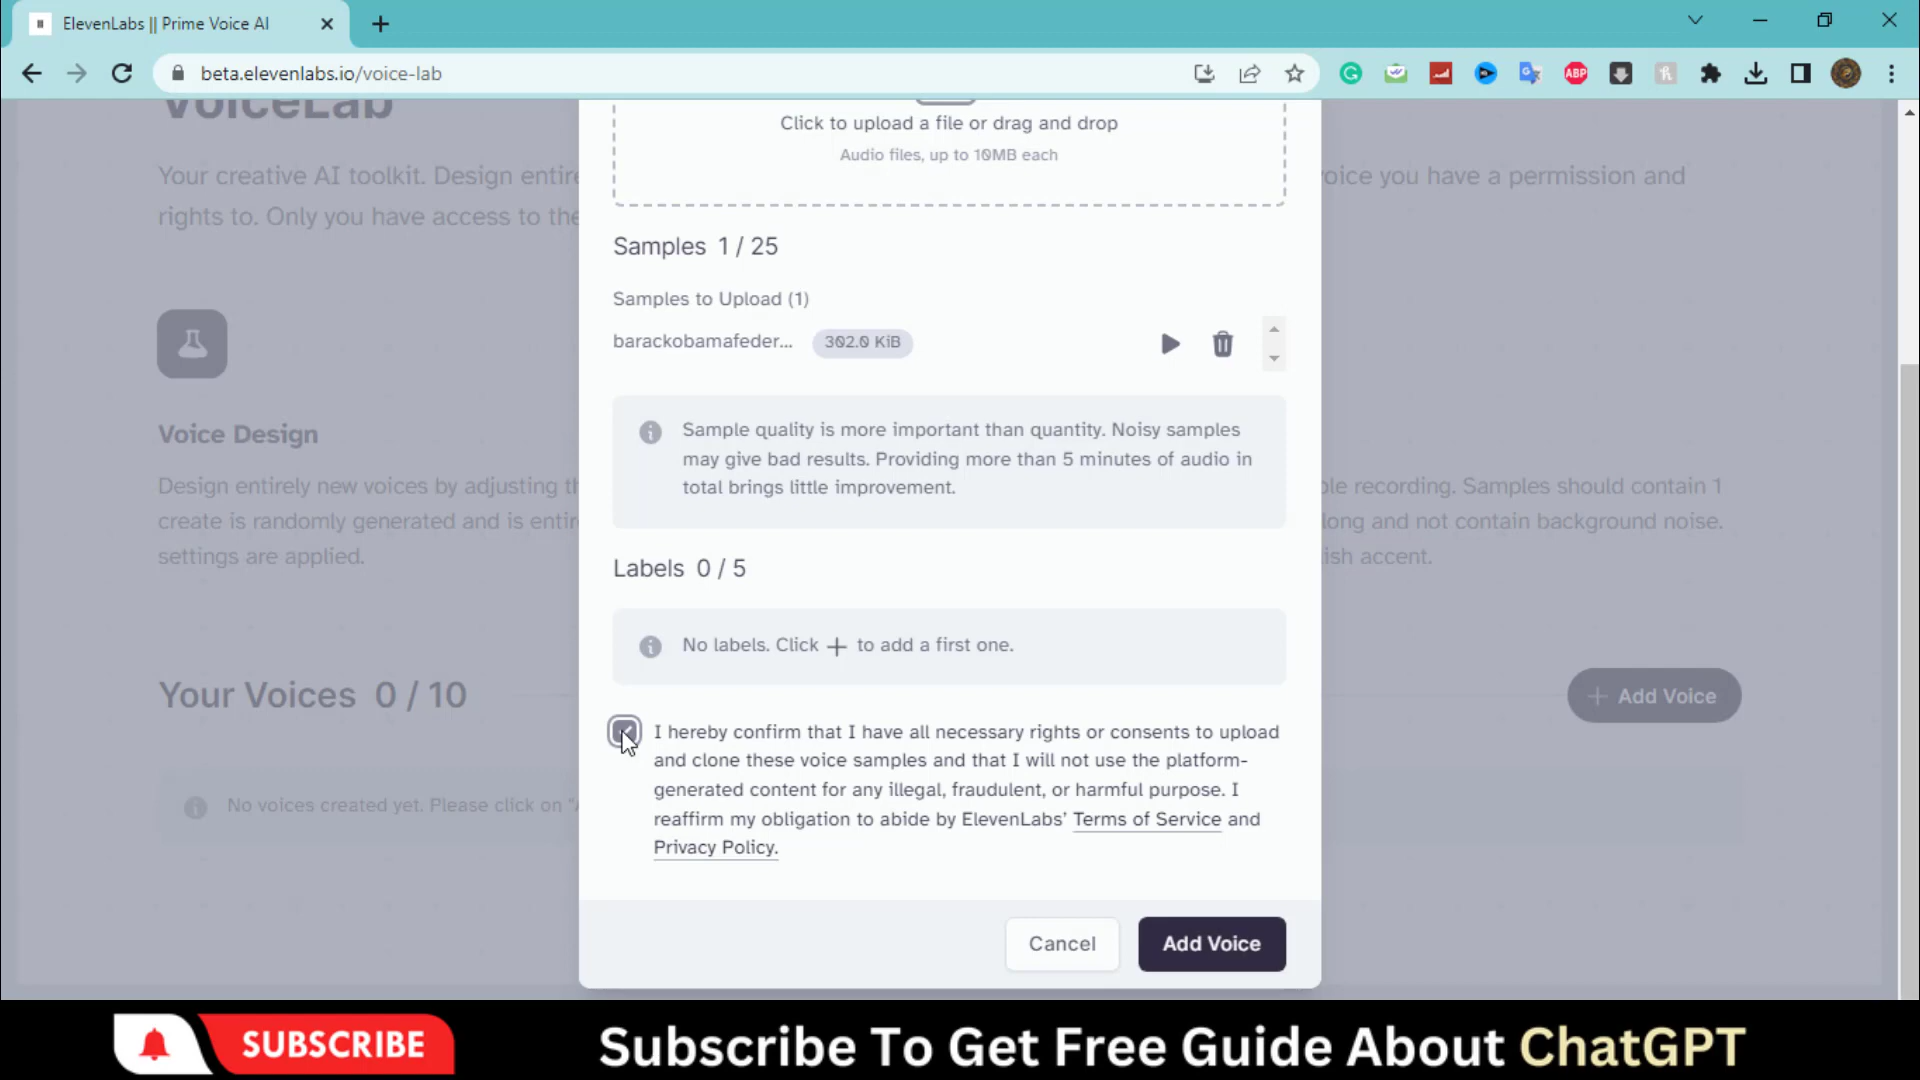 ElevenLabs || Prime Voice AI
beta.elevenlabs.io/voice-lab
VoiceLab
Your creative AI toolkit. Design entire
voice you have a permission and
rights to. Only you have access to the
Click to upload a file or drag and drop
Audio files, up to 10MB each
Samples 1 / 25
Samples to Upload (1)
barackobamafeder... 302.0 KiB
Sample quality is more important than quantity. Noisy samples
may give bad results. Providing more than 5 minutes of audio in
total brings little improvement.
Voice Design
Design entirely new voices by adjusting th
create is randomly generated and is entir
settings are applied.
ple recording. Samples should contain 1
long and not contain background noise.
ish accent.
Labels 0 / 5
No labels. Click + to add a first one.
Your Voices 0 / 10
+ Add Voice
No voices created yet. Please click on "A
I hereby confirm that I have all necessary rights or consents to upload
and clone these voice samples and that I will not use the platform-
generated content for any illegal, fraudulent, or harmful purpose. I
reaffirm my obligation to abide by ElevenLabs' Terms of Service and
Privacy Policy.
Cancel
Add Voice
SUBSCRIBE
Subscribe To Get Free Guide About ChatGPT
ABP